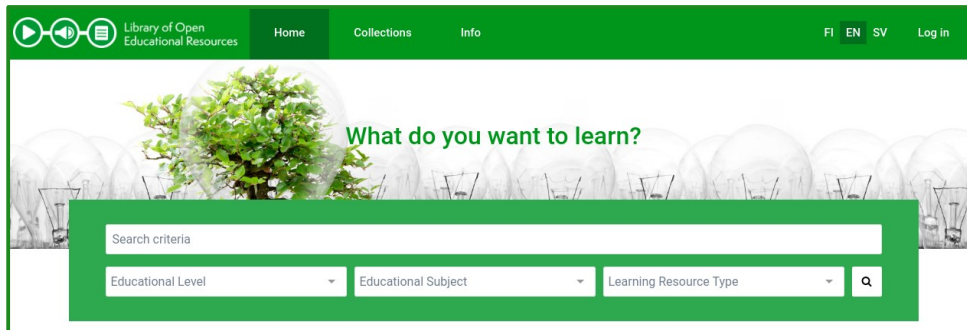 Library of Open
Educational Resources
Home
Collections
Info
FI EN SV
Log in
What do you want to learn?
Search criteria
Educational Level
Educational Subject
Learning Resource Type